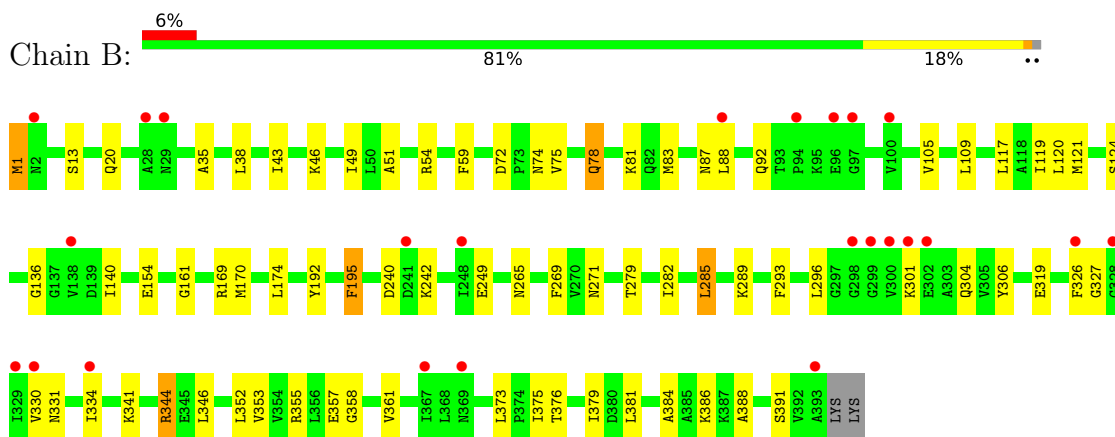 6%
Chain B:
81%
18%
••
M1 N2 S13 Q20 A28 N29 A35 L38 I43 K46 I49 L50 A51 R54 F59 D72 P73 N74 V75 Q78 K81 Q82 M83 N87 L88 Q92 T93 P94 K95 E96 G97 V100 V105 L109 L117 A118 I119 L120 M121 S124
G136 G137 V138 D139 I140 E154 G161 R169 M170 L174 Y192 F195 D240 D241 K242 I248 E249 N265 F269 V270 N271 T279 I282 L285 K289 F293 L296 G297 G298 G299 V300 K301 E302 A303 Q304 V305 Y306 E319 F326 G327 G328
I329 V330 N331 I334 K341 R344 E345 L346 L352 V353 V354 R355 L356 E357 G358 V361 I367 L368 N369 L373 P374 I375 T376 I379 D380 L381 A384 A385 K386 K387 A388 S391 V392 A393 LYS LYS